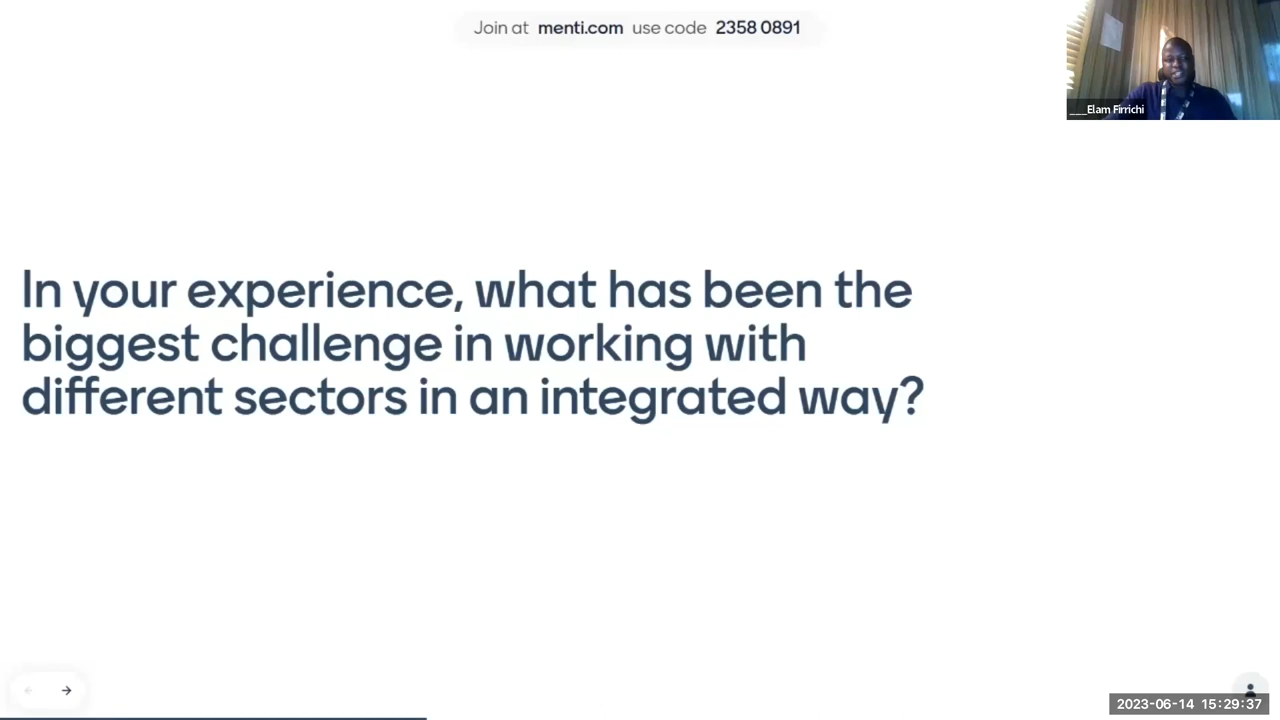 Join at menti.com use code 2358 0891
___Elam Firrichi
In your experience, what has been the
biggest challenge in working with
different sectors in an integrated way?
2023-06-14 15:29:37